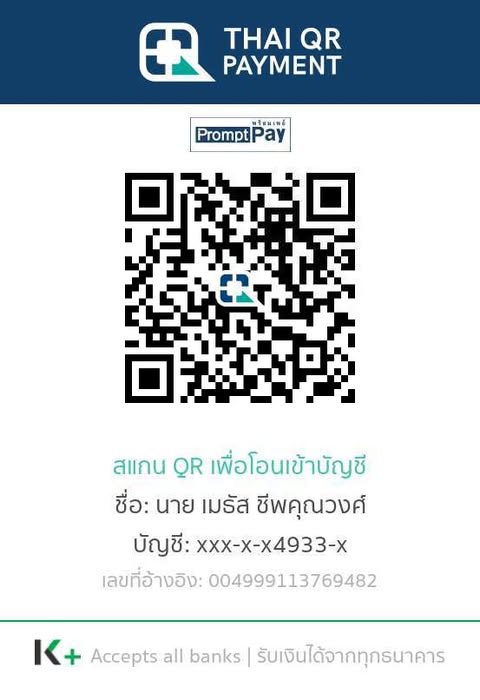 THAI QR
PAYMENT
พร้อมเพย์
PromptPay
สแกน QR เพื่อโอนเข้าบัญชี
ชื่อ: นาย เมธัส ชีพคุณวงศ์
บัญชี: xxx-x-x4933-x
เลขที่อ้างอิง: 004999113769482
K+ Accepts all banks | รับเงินได้จากทุกธนาคาร